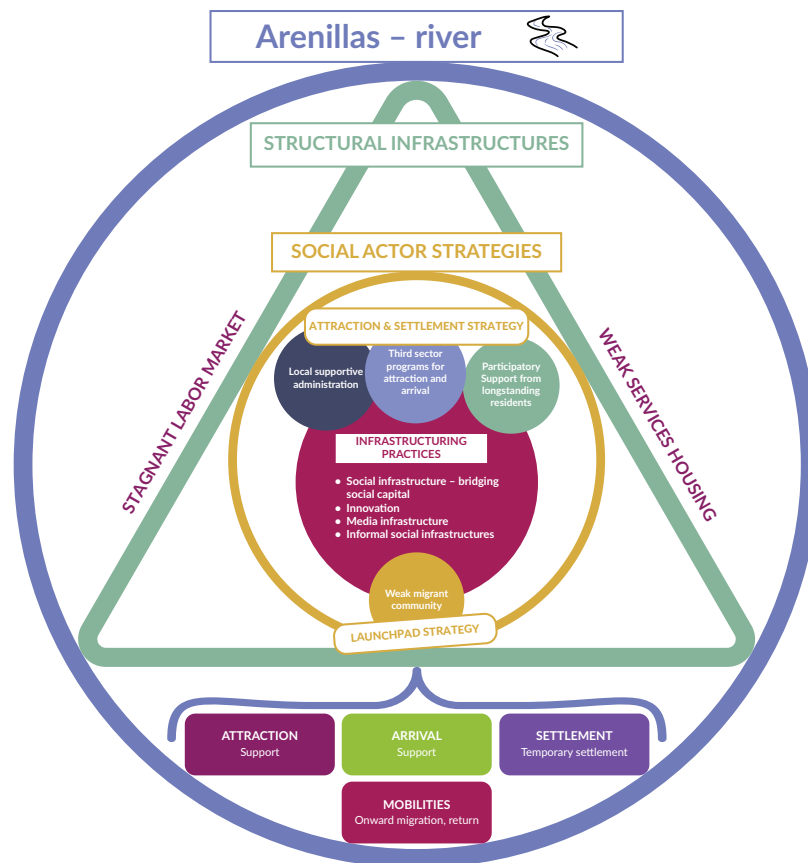 Arenillas – river
STRUCTURAL INFRASTRUCTURES
SOCIAL ACTOR STRATEGIES
STAGNANT LABOR MARKET
WEAK SERVICES HOUSING
ATTRACTION & SETTLEMENT STRATEGY
Local supportive
administration
Third sector
programs for
attraction and
arrival
Participatory
Support from
longstanding
residents
INFRASTRUCTURING
PRACTICES
• Social infrastructure – bridging
social capital
• Innovation
• Media infrastructure
• Informal social infrastructures
Weak migrant
community
LAUNCHPAD STRATEGY
ATTRACTION
Support
ARRIVAL
Support
SETTLEMENT
Temporary settlement
MOBILITIES
Onward migration, return